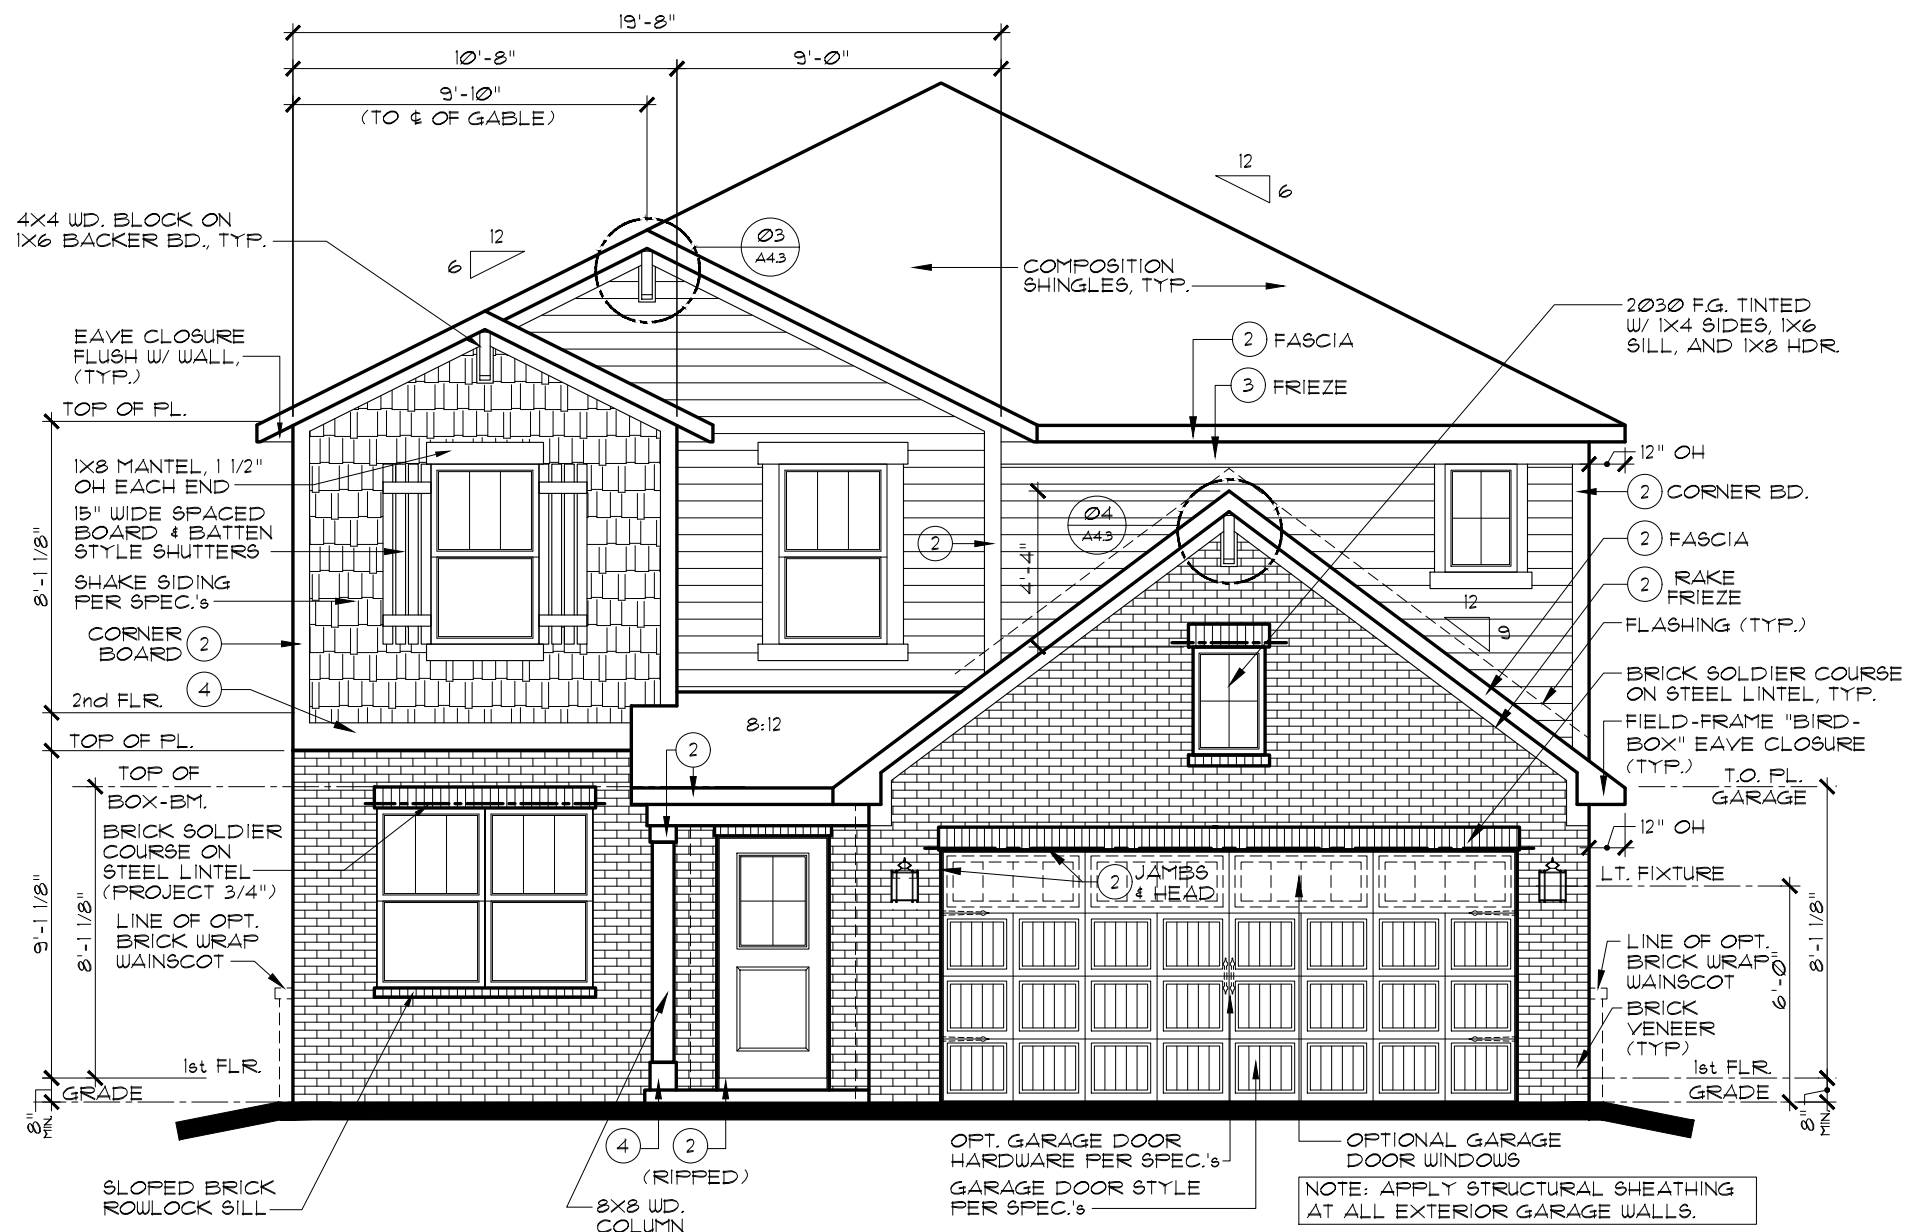 19'-8"
10'-8"
9'-0"
9'-10"
(TO ℄ OF GABLE)
12
6
4X4 WD. BLOCK ON
1X6 BACKER BD., TYP.
12
6
Ø3
A4.3
COMPOSITION
SHINGLES, TYP.
2Ø3Ø F.G. TINTED
W/ 1X4 SIDES, 1X6
SILL, AND 1X8 HDR.
EAVE CLOSURE
FLUSH W/ WALL,
(TYP.)
2 FASCIA
3 FRIEZE
TOP OF PL.
12" OH
1X8 MANTEL, 1 1/2"
OH EACH END
2 CORNER BD.
15" WIDE SPACED
BOARD & BATTEN
STYLE SHUTTERS
Ø4
A4.3
2
2 FASCIA
4'-4"
8'-1 1/8"
SHAKE SIDING
PER SPEC.'s
2 RAKE
FRIEZE
12
9
FLASHING (TYP.)
CORNER
BOARD 2
4
2nd FLR.
BRICK SOLDIER COURSE
ON STEEL LINTEL, TYP.
8:12
FIELD-FRAME "BIRD-
BOX" EAVE CLOSURE
(TYP.)
TOP OF PL.
2
TOP OF
BOX-BM.
T.O. PL.
GARAGE
BRICK SOLDIER
COURSE ON
STEEL LINTEL
(PROJECT 3/4")
12" OH
2 JAMBS
& HEAD
LT. FIXTURE
9'-1 1/8"
8'-1 1/8"
LINE OF OPT.
BRICK WRAP
WAINSCOT
LINE OF OPT.
BRICK WRAP
WAINSCOT
6'-0"
8'-1 1/8"
BRICK
VENEER
(TYP)
1st FLR.
GRADE
8"
MIN.
1st FLR.
GRADE
8"
MIN.
4
2
(RIPPED)
OPT. GARAGE DOOR
HARDWARE PER SPEC.'s
OPTIONAL GARAGE
DOOR WINDOWS
SLOPED BRICK
ROWLOCK SILL
8X8 WD.
COLUMN
GARAGE DOOR STYLE
PER SPEC.'s
NOTE: APPLY STRUCTURAL SHEATHING
AT ALL EXTERIOR GARAGE WALLS.